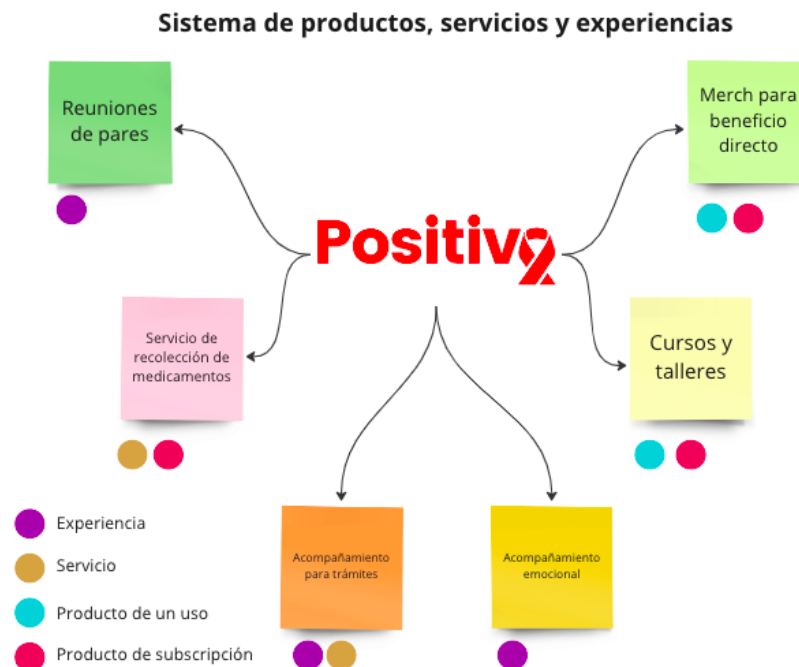 Sistema de productos, servicios y experiencias
Reuniones
de pares
Merch para
beneficio
directo
Positivo
Servicio de
recolección de
medicamentos
Cursos y
talleres
Acompañamiento
para trámites
Acompañamiento
emocional
Experiencia
Servicio
Producto de un uso
Producto de subscripción